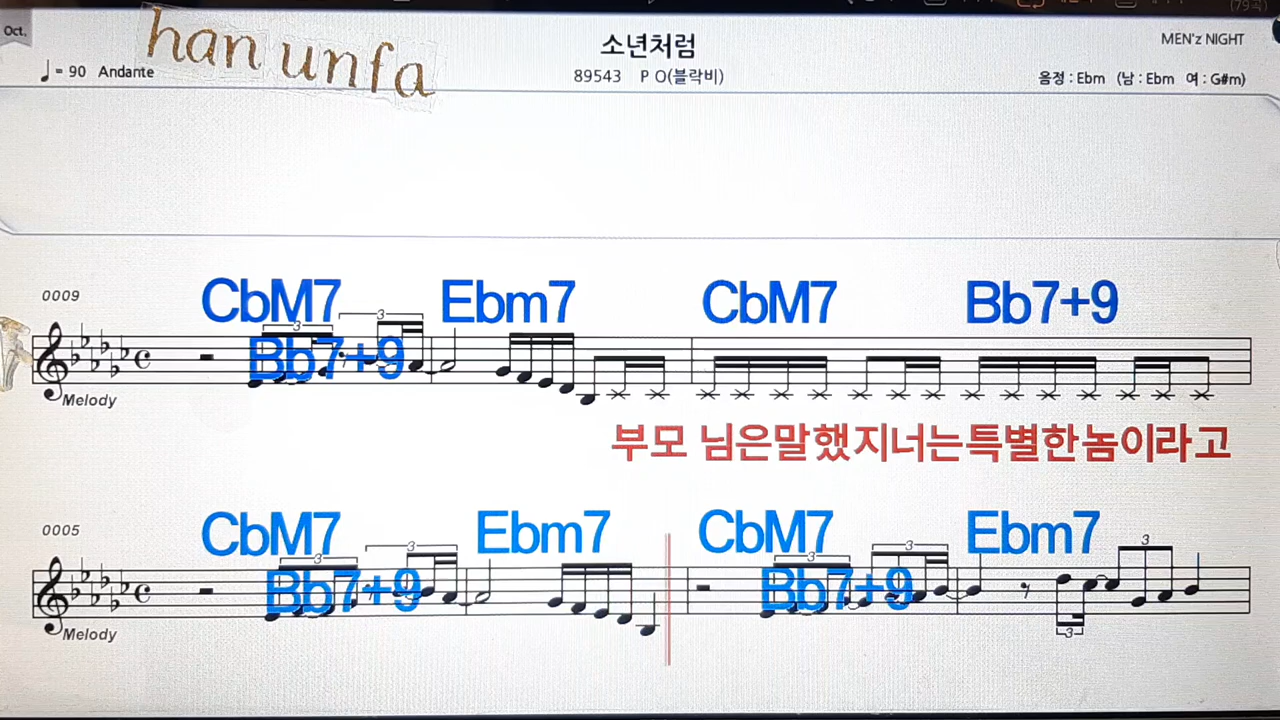 (79곡)
Oct.
han unfa
소년처럼
MEN'z NIGHT
♩= 90 Andante
89543 P O(블락비)
음정 : Ebm (남 : Ebm 여 : G#m)
0009
CbM7 Ebm7 CbM7 Bb7+9
3 3
Bb7+9
Melody
부모 님은말했지너는특별한놈이라고
0005
CbM7 Ebm7 CbM7 Ebm7
3 3 3 3 3
Bb7+9 Bb7+9
Melody
3